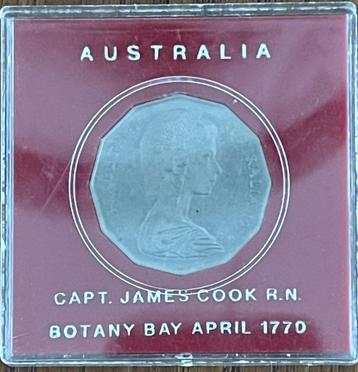 AUSTRALIA
CAPT. JAMES COOK R.N.
BOTANY BAY APRIL 1770